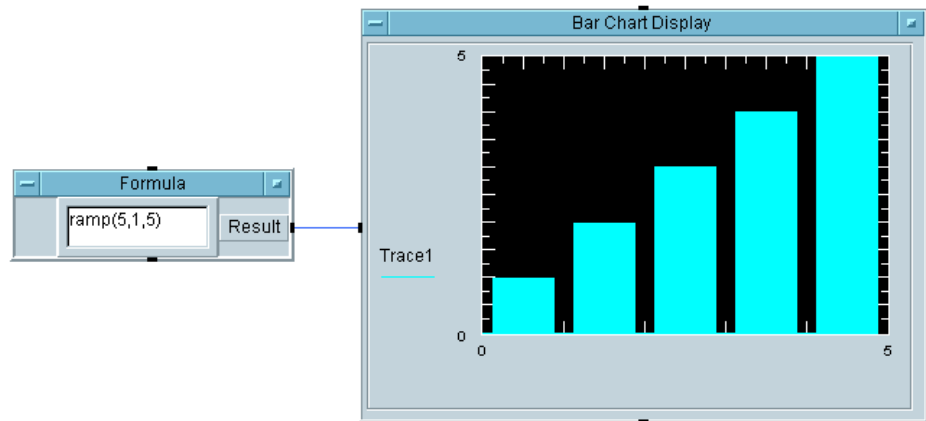 Bar Chart Display
5
Formula
ramp(5,1,5)
Result
Trace1
0
0
5